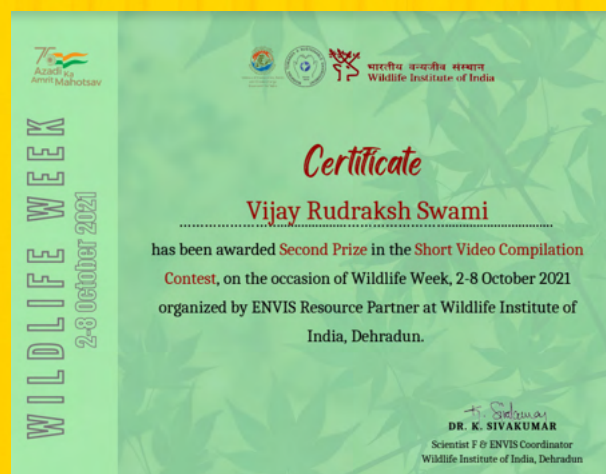 75
Azadi Ka
Amrit Mahotsav
भारतीय वन्यजीव संस्थान
Wildlife Institute of India
WILDLIFE WEEK
2-8 October 2021
Certificate
Vijay Rudraksh Swami
has been awarded Second Prize in the Short Video Compilation
Contest, on the occasion of Wildlife Week, 2-8 October 2021
organized by ENVIS Resource Partner at Wildlife Institute of
India, Dehradun.
K. Sivakumar
DR. K. SIVAKUMAR
Scientist F & ENVIS Coordinator
Wildlife Institute of India, Dehradun